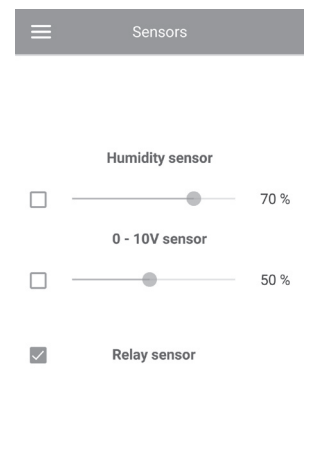 Sensors
Humidity sensor
70 %
0 - 10V sensor
50 %
Relay sensor